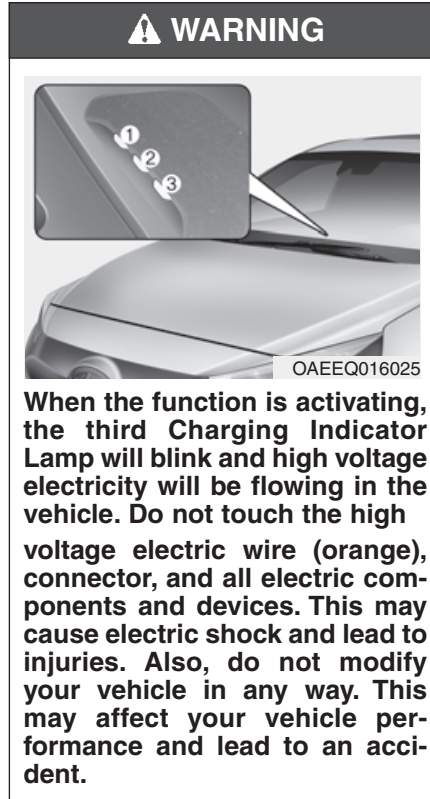 WARNING
1
2
3
OAEEQ016025
When the function is activating,
the third Charging Indicator
Lamp will blink and high voltage
electricity will be flowing in the
vehicle. Do not touch the high
voltage electric wire (orange),
connector, and all electric com-
ponents and devices. This may
cause electric shock and lead to
injuries. Also, do not modify
your vehicle in any way. This
may affect your vehicle per-
formance and lead to an acci-
dent.